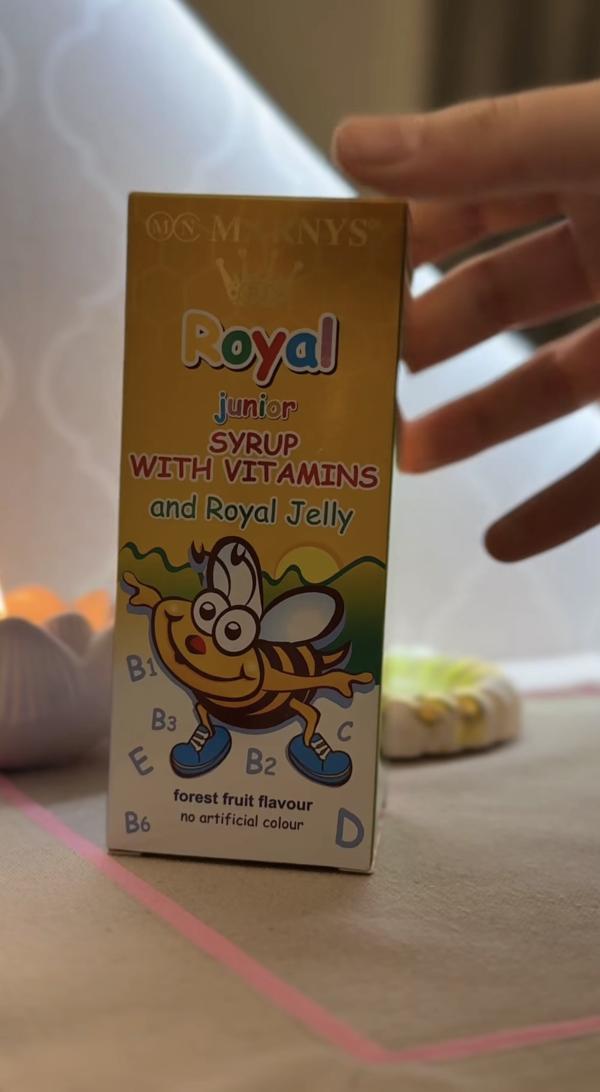 MN MARNYS®
Royal
junior
SYRUP
WITH VITAMINS
and Royal Jelly
B1
B3
C
E
B2
forest fruit flavour
no artificial colour
B6
D